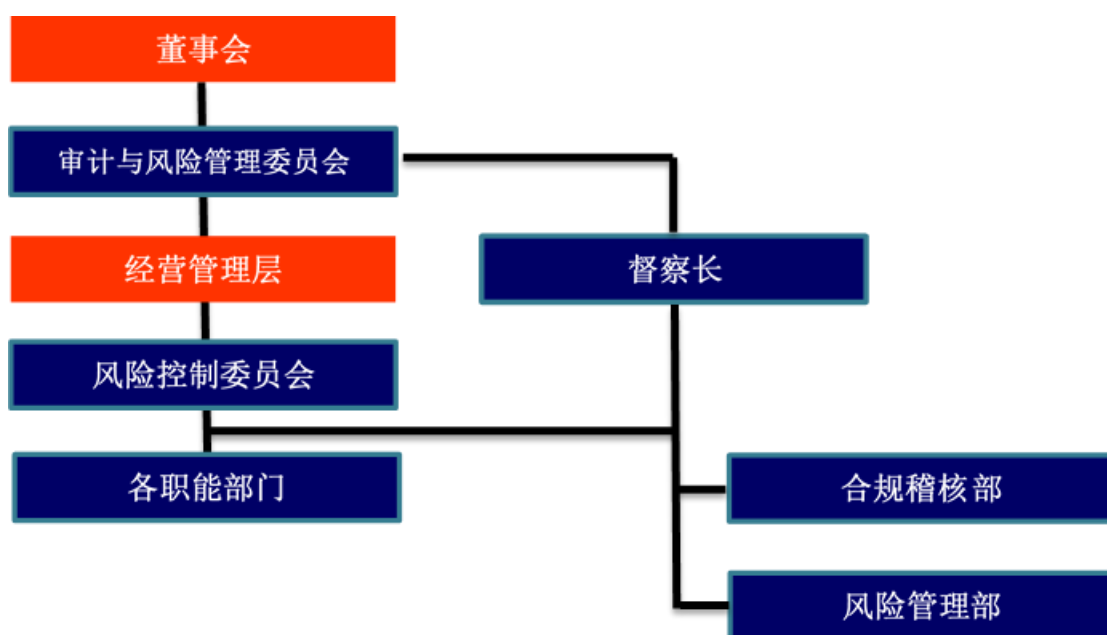 董事会
审计与风险管理委员会
经营管理层
督察长
风险控制委员会
各职能部门
合规稽核部
风险管理部